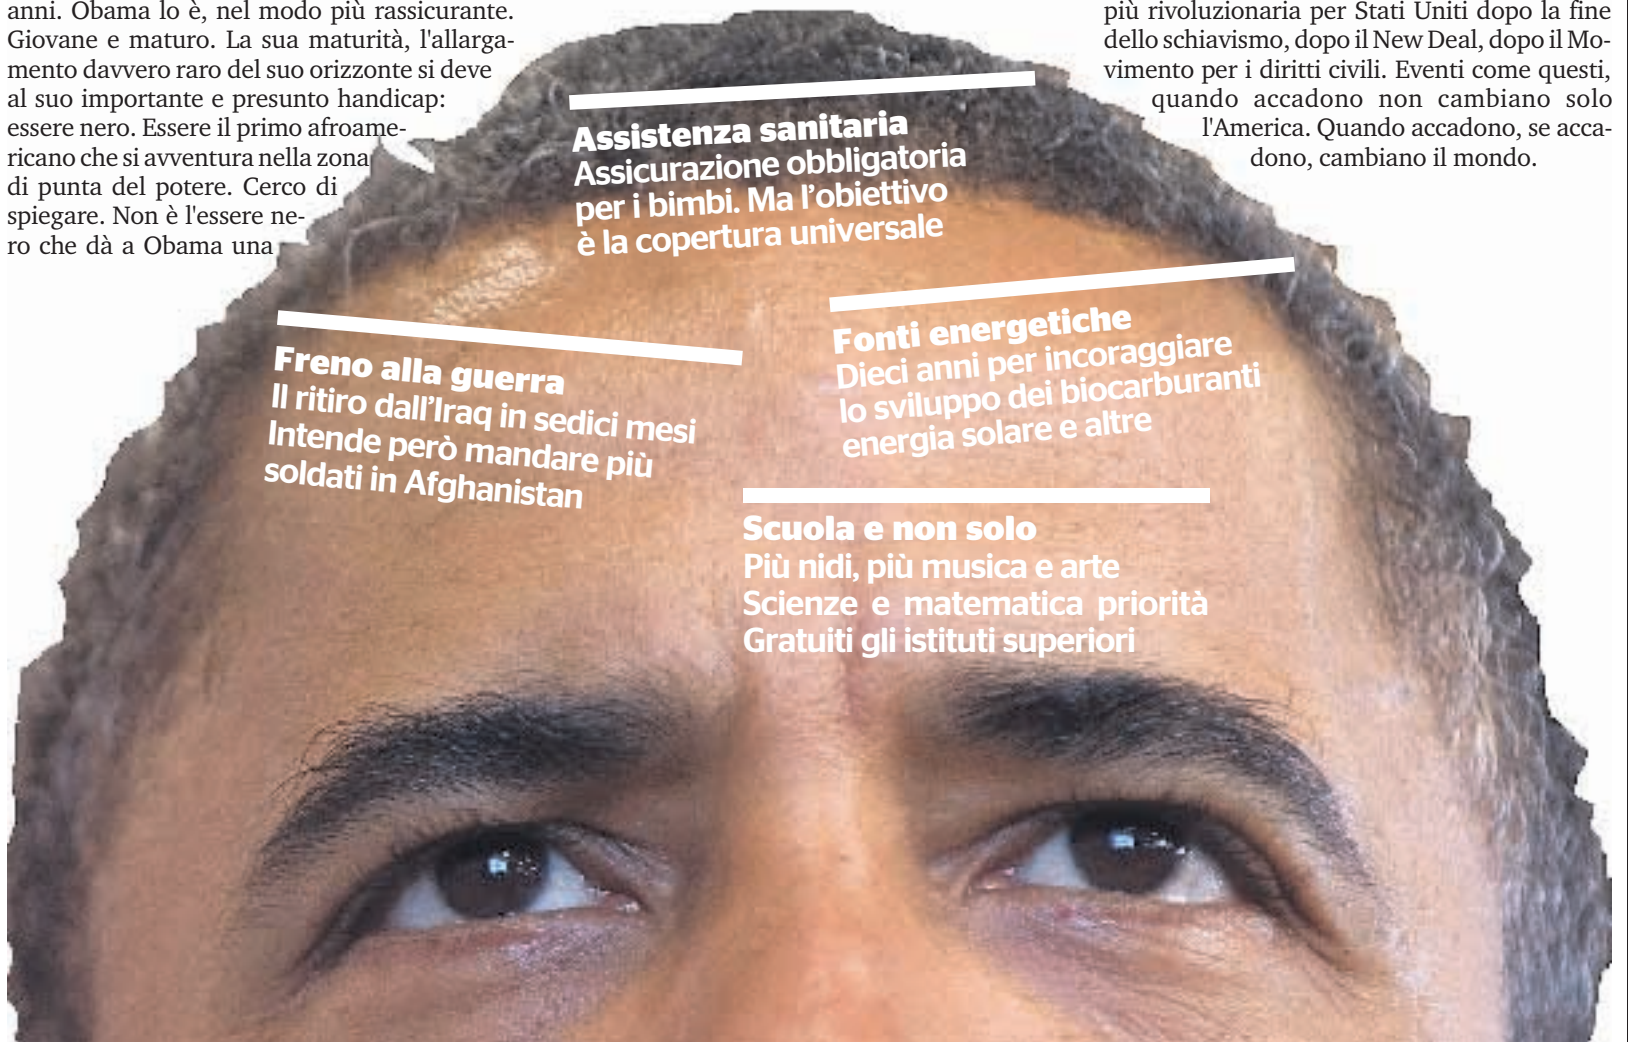 anni. Obama lo è, nel modo più rassicurante.
Giovane e maturo. La sua maturità, l'allarga-
mento davvero raro del suo orizzonte si deve
al suo importante e presunto handicap:
essere nero. Essere il primo afroame-
ricano che si avventura nella zona
di punta del potere. Cerco di
spiegare. Non è l'essere ne-
ro che dà a Obama una
più rivoluzionaria per Stati Uniti dopo la fine
dello schiavismo, dopo il New Deal, dopo il Mo-
vimento per i diritti civili. Eventi come questi,
quando accadono non cambiano solo
l'America. Quando accadono, se acca-
dono, cambiano il mondo.
Assistenza sanitaria
Assicurazione obbligatoria
per i bimbi. Ma l’obiettivo
è la copertura universale
Freno alla guerra
Il ritiro dall’Iraq in sedici mesi
Intende però mandare più
soldati in Afghanistan
Fonti energetiche
Dieci anni per incoraggiare
lo sviluppo dei biocarburanti
energia solare e altre
Scuola e non solo
Più nidi, più musica e arte
Scienze e matematica priorità
Gratuiti gli istituti superiori